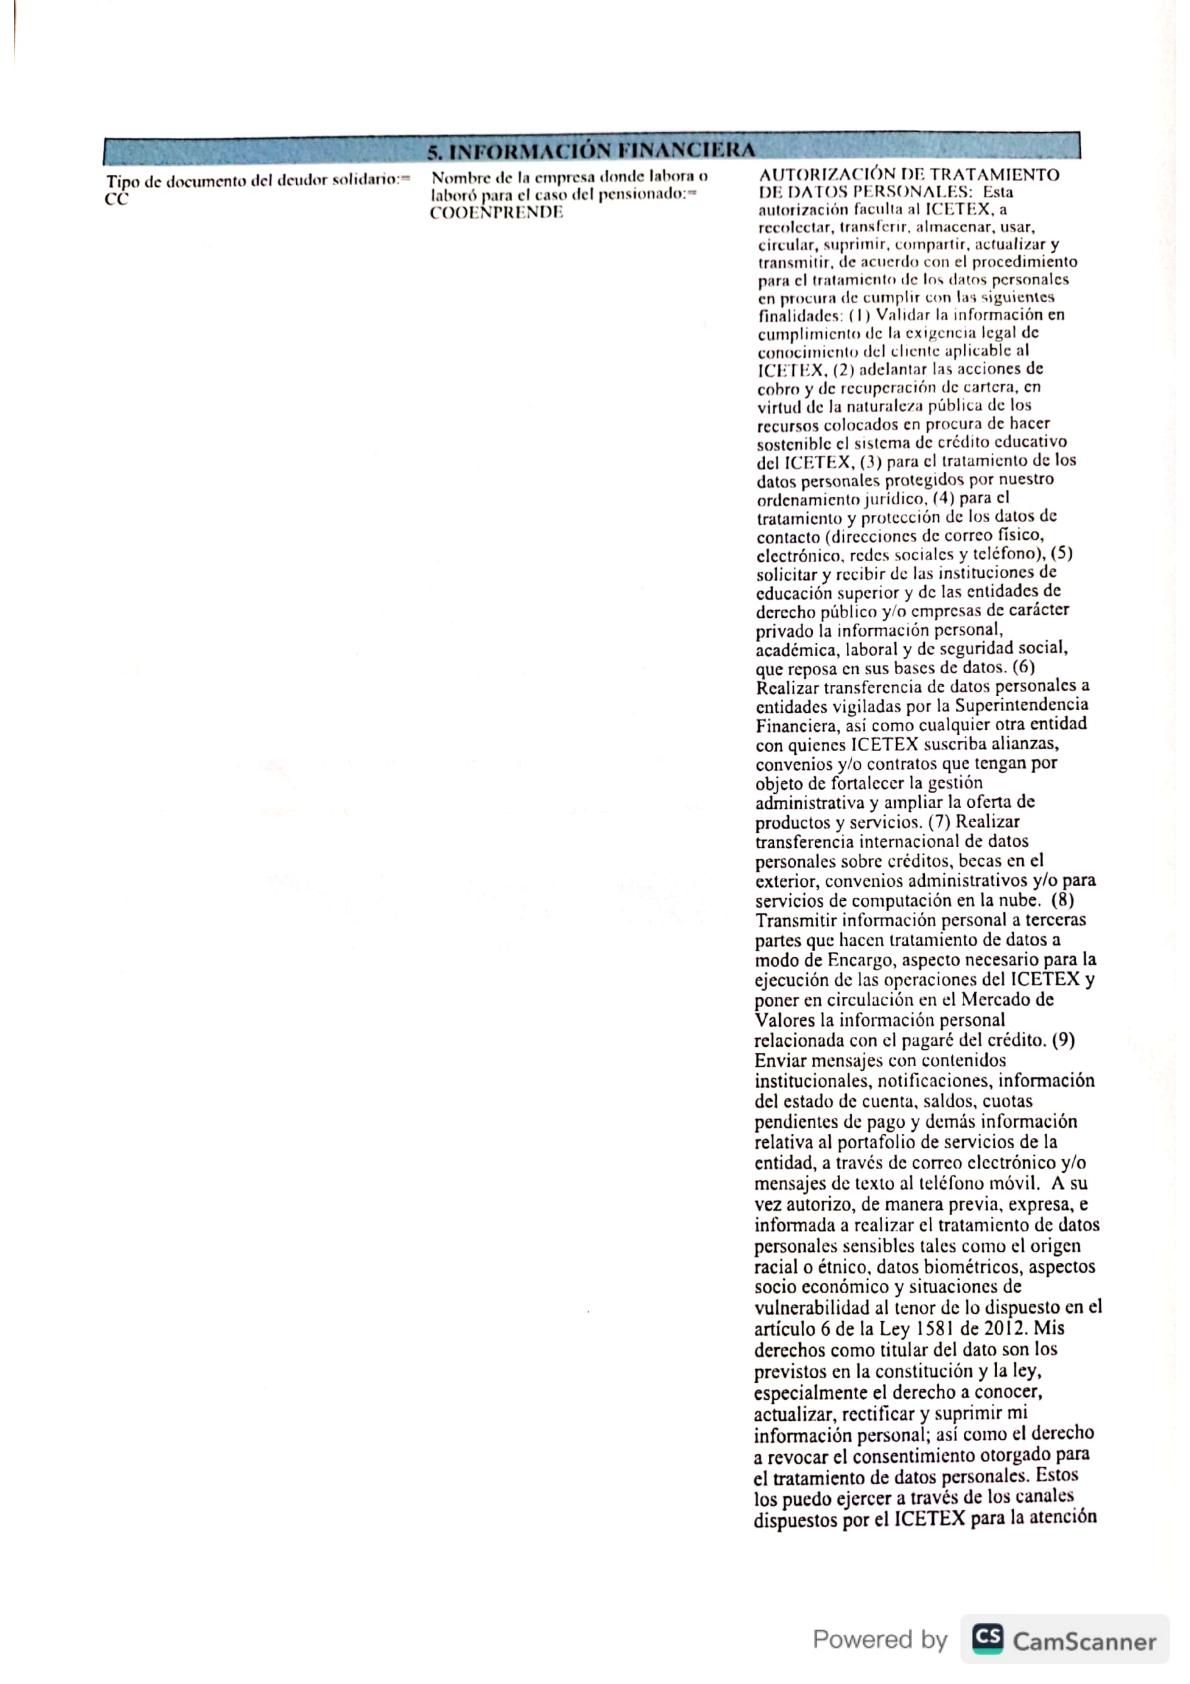 5. INFORMACIÓN FINANCIERA
Tipo de documento del deudor solidario:=
CC
Nombre de la empresa donde labora o
laboró para el caso del pensionado:=
COOENPRENDE
AUTORIZACIÓN DE TRATAMIENTO
DE DATOS PERSONALES: Esta
autorización faculta al ICETEX, a
recolectar, transferir, almacenar, usar,
circular, suprimir, compartir, actualizar y
transmitir, de acuerdo con el procedimiento
para el tratamiento de los datos personales
en procura de cumplir con las siguientes
finalidades: (1) Validar la información en
cumplimiento de la exigencia legal de
conocimiento del cliente aplicable al
ICETEX, (2) adelantar las acciones de
cobro y de recuperación de cartera, en
virtud de la naturaleza pública de los
recursos colocados en procura de hacer
sostenible el sistema de crédito educativo
del ICETEX, (3) para el tratamiento de los
datos personales protegidos por nuestro
ordenamiento jurídico, (4) para el
tratamiento y protección de los datos de
contacto (direcciones de correo físico,
electrónico, redes sociales y teléfono), (5)
solicitar y recibir de las instituciones de
educación superior y de las entidades de
derecho público y/o empresas de carácter
privado la información personal,
académica, laboral y de seguridad social,
que reposa en sus bases de datos. (6)
Realizar transferencia de datos personales a
entidades vigiladas por la Superintendencia
Financiera, así como cualquier otra entidad
con quienes ICETEX suscriba alianzas,
convenios y/o contratos que tengan por
objeto de fortalecer la gestión
administrativa y ampliar la oferta de
productos y servicios. (7) Realizar
transferencia internacional de datos
personales sobre créditos, becas en el
exterior, convenios administrativos y/o para
servicios de computación en la nube. (8)
Transmitir información personal a terceras
partes que hacen tratamiento de datos a
modo de Encargo, aspecto necesario para la
ejecución de las operaciones del ICETEX y
poner en circulación en el Mercado de
Valores la información personal
relacionada con el pagaré del crédito. (9)
Enviar mensajes con contenidos
institucionales, notificaciones, información
del estado de cuenta, saldos, cuotas
pendientes de pago y demás información
relativa al portafolio de servicios de la
entidad, a través de correo electrónico y/o
mensajes de texto al teléfono móvil. A su
vez autorizo, de manera previa, expresa, e
informada a realizar el tratamiento de datos
personales sensibles tales como el origen
racial o étnico, datos biométricos, aspectos
socio económico y situaciones de
vulnerabilidad al tenor de lo dispuesto en el
artículo 6 de la Ley 1581 de 2012. Mis
derechos como titular del dato son los
previstos en la constitución y la ley,
especialmente el derecho a conocer,
actualizar, rectificar y suprimir mi
información personal; así como el derecho
a revocar el consentimiento otorgado para
el tratamiento de datos personales. Estos
los puedo ejercer a través de los canales
dispuestos por el ICETEX para la atención
Powered by CS CamScanner